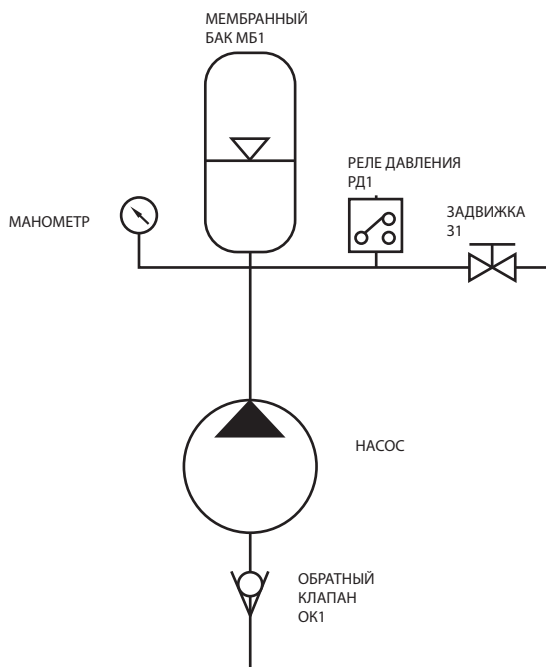 МЕМБРАННЫЙ
БАК МБ1
РЕЛЕ ДАВЛЕНИЯ
РД1
МАНОМЕТР
ЗАДВИЖКА
З1
НАСОС
ОБРАТНЫЙ
КЛАПАН
ОК1